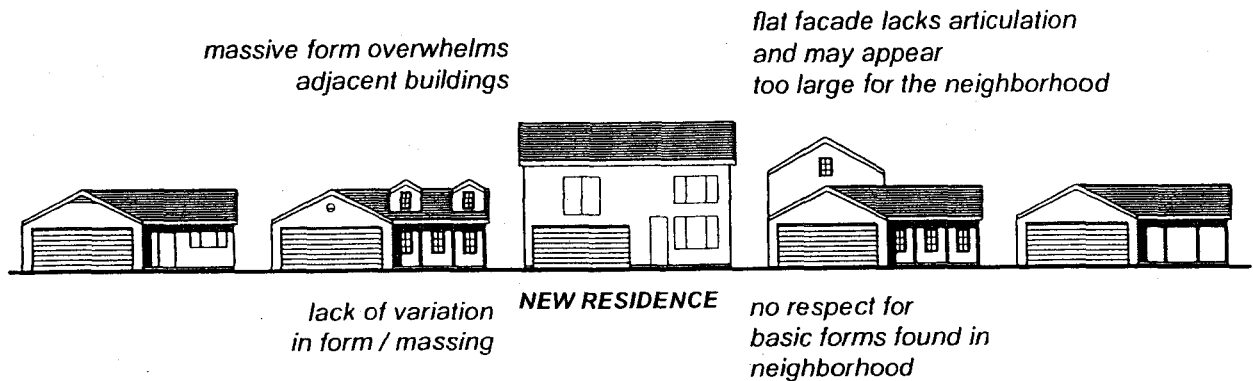 massive form overwhelms
adjacent buildings
flat facade lacks articulation
and may appear
too large for the neighborhood
lack of variation
in form / massing
NEW RESIDENCE
no respect for
basic forms found in
neighborhood